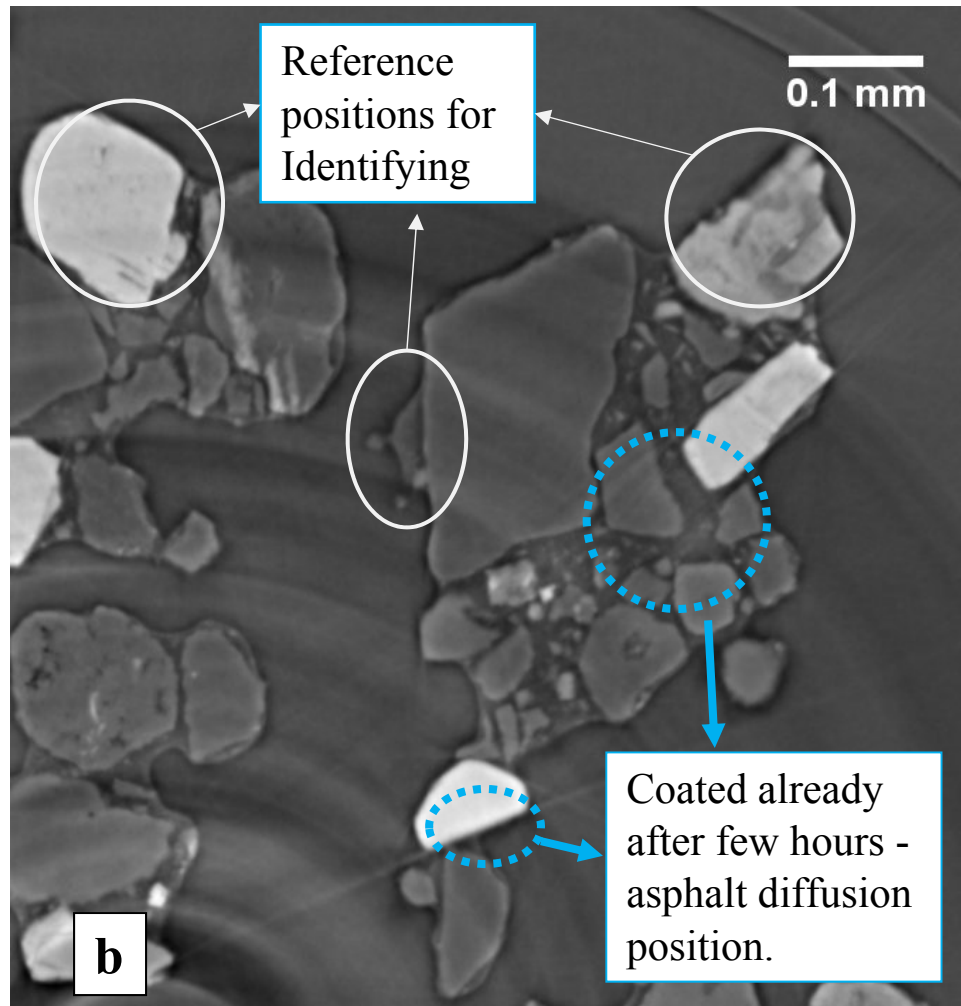 Reference
positions for
Identifying
0.1 mm
Coated already
after few hours -
asphalt diffusion
position.
b